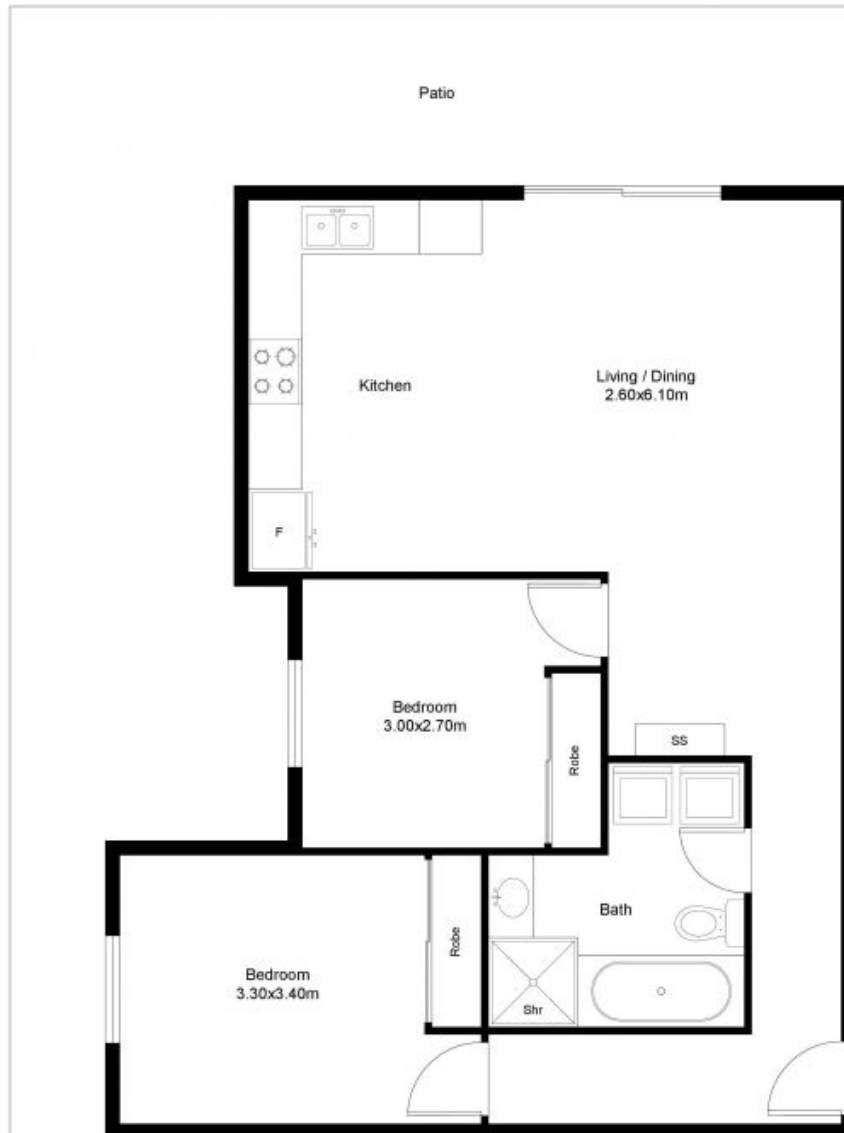 Patio
Kitchen
Living / Dining
2.60x6.10m
F
Bedroom
3.00x2.70m
Robe
SS
Bath
Robe
Bedroom
3.30x3.40m
Shr